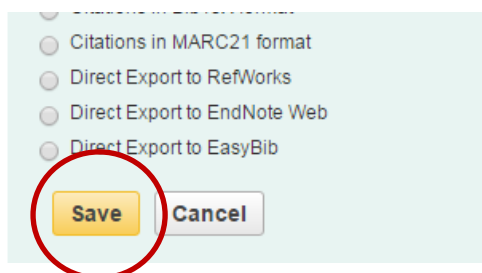 Citations in MARC21 format
Direct Export to RefWorks
Direct Export to EndNote Web
Direct Export to EasyBib
Save Cancel